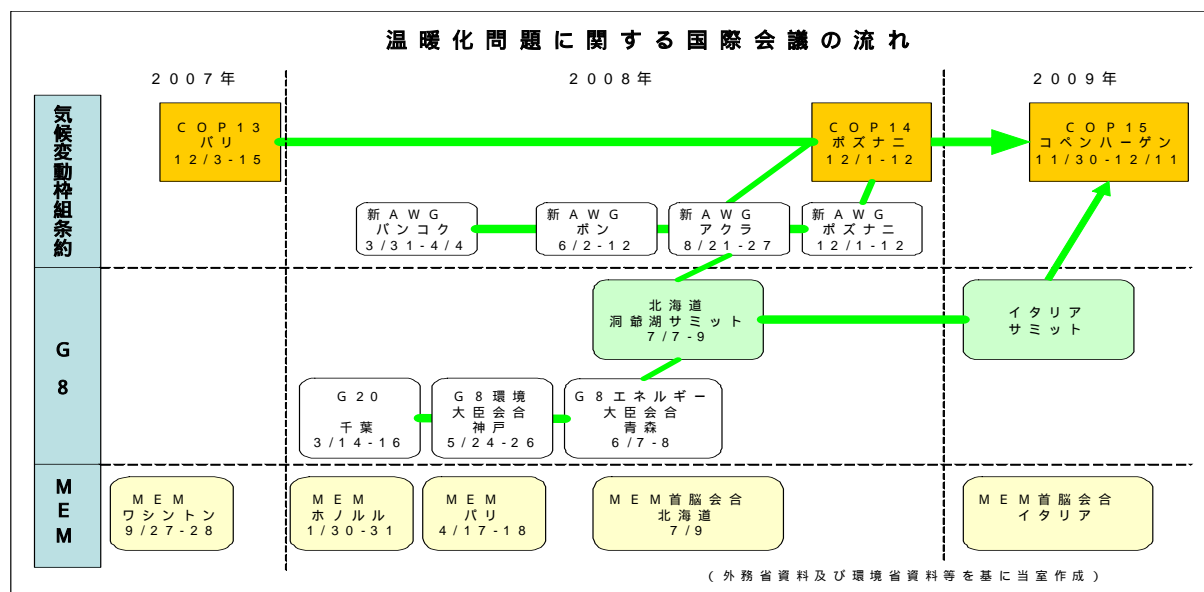 温暖化問題に関する国際会議の流れ
2007年
2008年
2009年
気候変動枠組条約
COP13
バリ
12/3-15
COP14
ポズナニ
12/1-12
COP15
コペンハーゲン
11/30-12/11
新AWG
バンコク
3/31-4/4
新AWG
ボン
6/2-12
新AWG
アクラ
8/21-27
新AWG
ポズナニ
12/1-12
G8
北海道
洞爺湖サミット
7/7-9
イタリア
サミット
G20
千葉
3/14-16
G8環境
大臣会合
神戸
5/24-26
G8エネルギー
大臣会合
青森
6/7-8
MEM
MEM
ワシントン
9/27-28
MEM
ホノルル
1/30-31
MEM
パリ
4/17-18
MEM首脳会合
北海道
7/9
MEM首脳会合
イタリア
(外務省資料及び環境省資料等を基に当室作成)